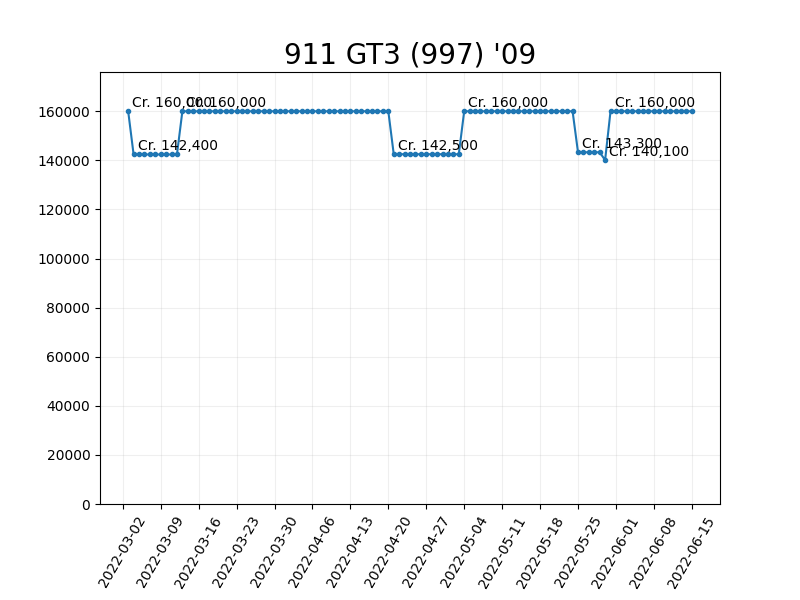 911 GT3 (997) '09
160000
140000
120000
100000
80000
60000
40000
20000
0
Cr. 160,000
Cr. 160,000
Cr. 160,000
Cr. 160,000
Cr. 142,400
Cr. 142,500
Cr. 143,300
Cr. 140,100
2022-03-02
2022-03-09
2022-03-16
2022-03-23
2022-03-30
2022-04-06
2022-04-13
2022-04-20
2022-04-27
2022-05-04
2022-05-11
2022-05-18
2022-05-25
2022-06-01
2022-06-08
2022-06-15